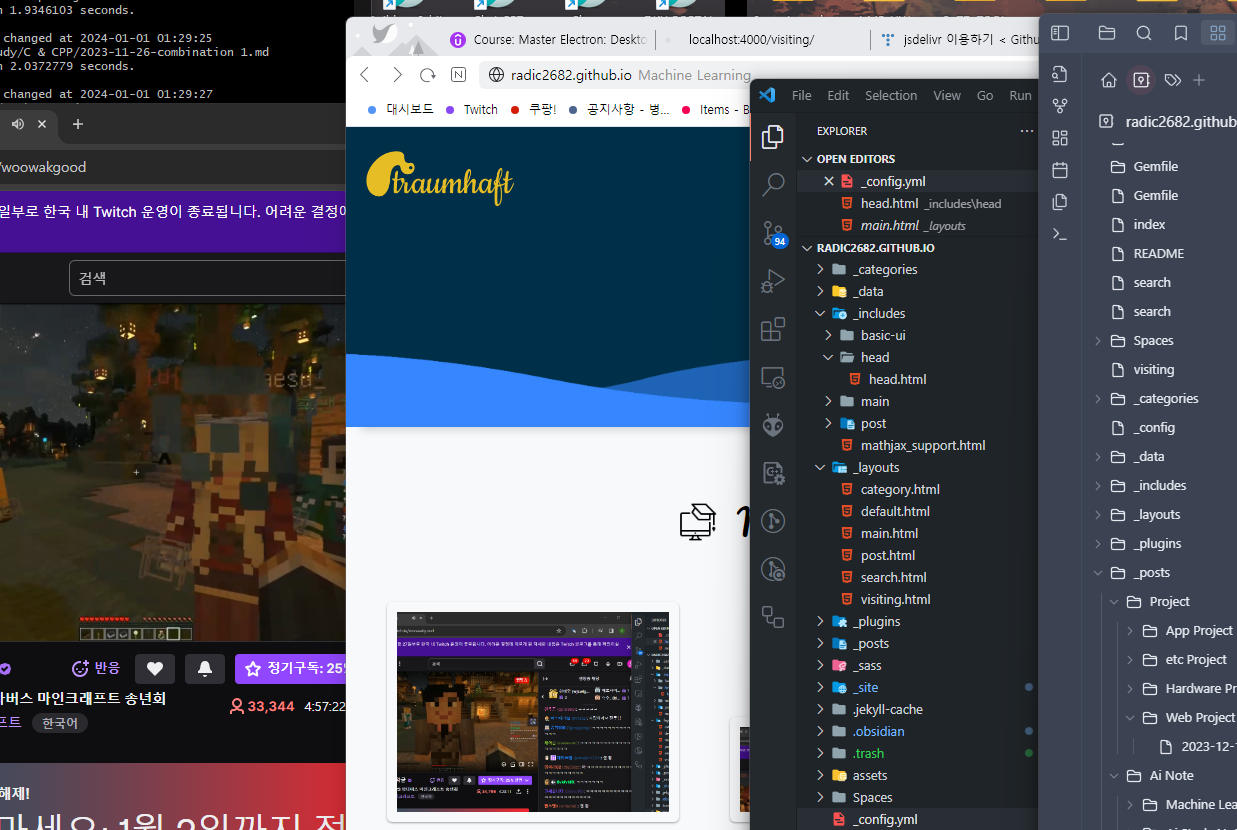 1.9346103 seconds.
changed at 2024-01-01 01:29:25
udy/C & CPP/2023-11-26-combination 1.md
2.0372779 seconds.
changed at 2024-01-01 01:29:27
/woowakgood
일부로 한국 내 Twitch 운영이 종료됩니다. 어려운 결정이
검색
반응
정기구독: 25%
버스 마인크래프트 송년회
프트
한국어
33,344
4:57:22
해제!
마세요: 1월 2일까지 정
Course: Master Electron: Deskto
localhost:4000/visiting/
jsdelivr 이용하기 < Githu
radic2682.github.io Machine Learning
대시보드
Twitch
쿠팡!
공지사항 - 병...
Items - B
traumhaft
File Edit Selection View Go Run
EXPLORER
OPEN EDITORS
_config.yml
head.html _includes\head
main.html _layouts
94
RADIC2682.GITHUB.IO
_categories
_data
_includes
basic-ui
head
head.html
main
post
mathjax_support.html
_layouts
category.html
default.html
main.html
post.html
search.html
visiting.html
_plugins
_posts
_sass
_site
.jekyll-cache
.obsidian
.trash
assets
Spaces
_config.yml
radic2682.github
Gemfile
Gemfile
index
README
search
search
Spaces
visiting
_categories
_config
_data
_includes
_layouts
_plugins
_posts
Project
App Project
etc Project
Hardware Pr
Web Project
2023-12-1
Ai Note
Machine Lea